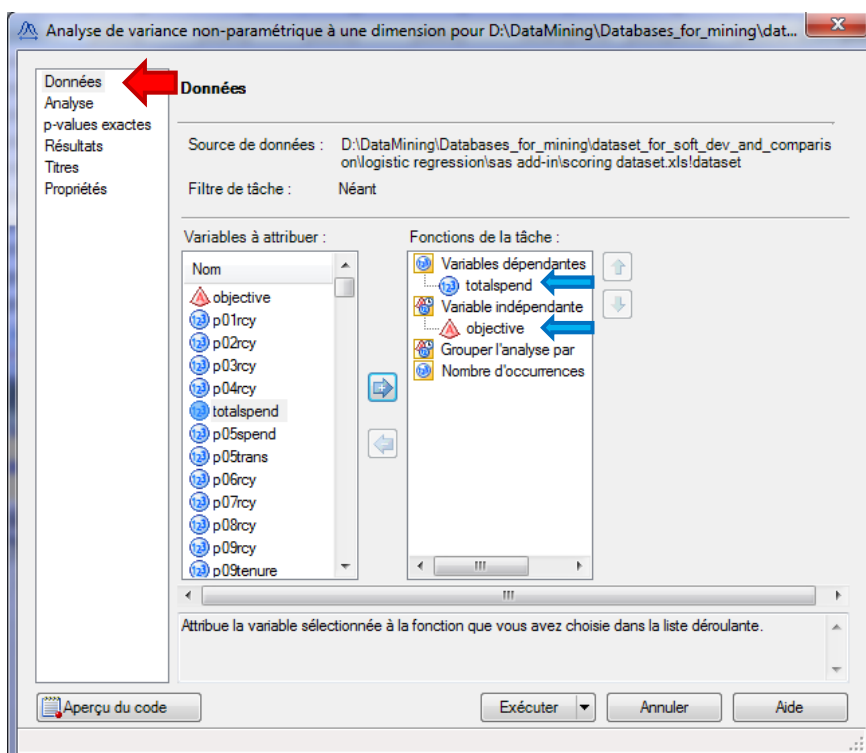 Analyse de variance non-paramétrique à une dimension pour D:\DataMining\Databases_for_mining\dat...
Données
Analyse
p-values exactes
Résultats
Titres
Propriétés
Données
Source de données : D:\DataMining\Databases_for_mining\dataset_for_soft_dev_and_comparis
on\logistic regression\sas add-in\scoring dataset.xls!dataset
Filtre de tâche : Néant
Variables à attribuer :
Nom
objective
p01rcy
p02rcy
p03rcy
p04rcy
totalspend
p05spend
p05trans
p06rcy
p07rcy
p08rcy
p09rcy
p09tenure
Fonctions de la tâche :
Variables dépendantes
totalspend
Variable indépendante
objective
Grouper l'analyse par
Nombre d'occurrences
Attribue la variable sélectionnée à la fonction que vous avez choisie dans la liste déroulante.
Aperçu du code
Exécuter
Annuler
Aide